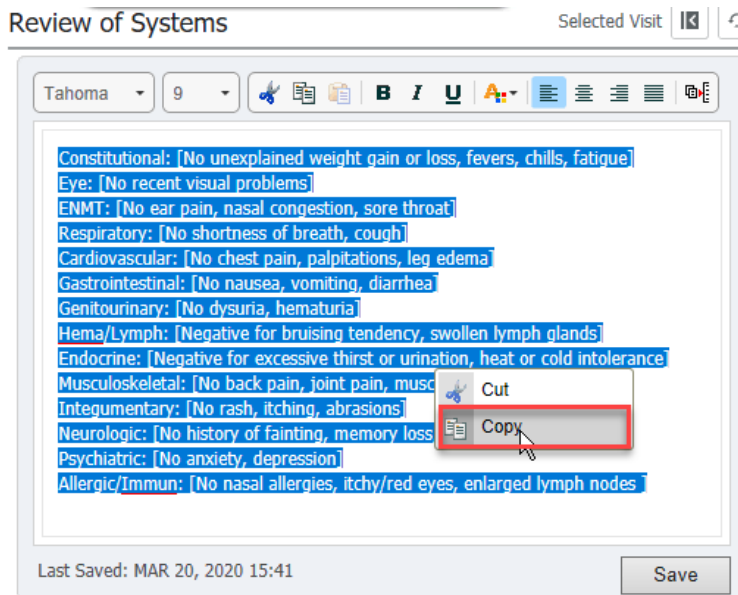 Review of Systems
Selected Visit
Tahoma
9
B I U A
Constitutional: [No unexplained weight gain or loss, fevers, chills, fatigue]
Eye: [No recent visual problems]
ENMT: [No ear pain, nasal congestion, sore throat]
Respiratory: [No shortness of breath, cough]
Cardiovascular: [No chest pain, palpitations, leg edema]
Gastrointestinal: [No nausea, vomiting, diarrhea]
Genitourinary: [No dysuria, hematuria]
Hema/Lymph: [Negative for bruising tendency, swollen lymph glands]
Endocrine: [Negative for excessive thirst or urination, heat or cold intolerance]
Musculoskeletal: [No back pain, joint pain,
Integumentary: [No rash, itching, abrasions]
Neurologic: [No history of fainting, memory loss
Psychiatric: [No anxiety, depression]
Allergic/Immun: [No nasal allergies, itchy/red eyes, enlarged lymph nodes ]
Cut
Copy
Last Saved: MAR 20, 2020 15:41
Save